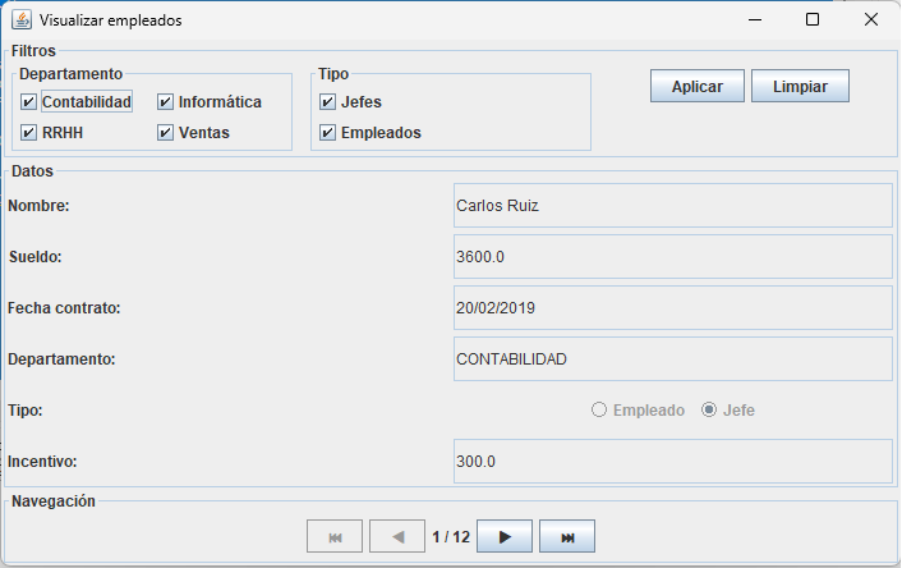 Visualizar empleados
Filtros
Departamento
Contabilidad Informática
RRHH Ventas
Tipo
Jefes
Empleados
Aplicar Limpiar
Datos
Nombre: Carlos Ruiz
Sueldo: 3600.0
Fecha contrato: 20/02/2019
Departamento: CONTABILIDAD
Tipo: Empleado Jefe
Incentivo: 300.0
Navegación
1 / 12